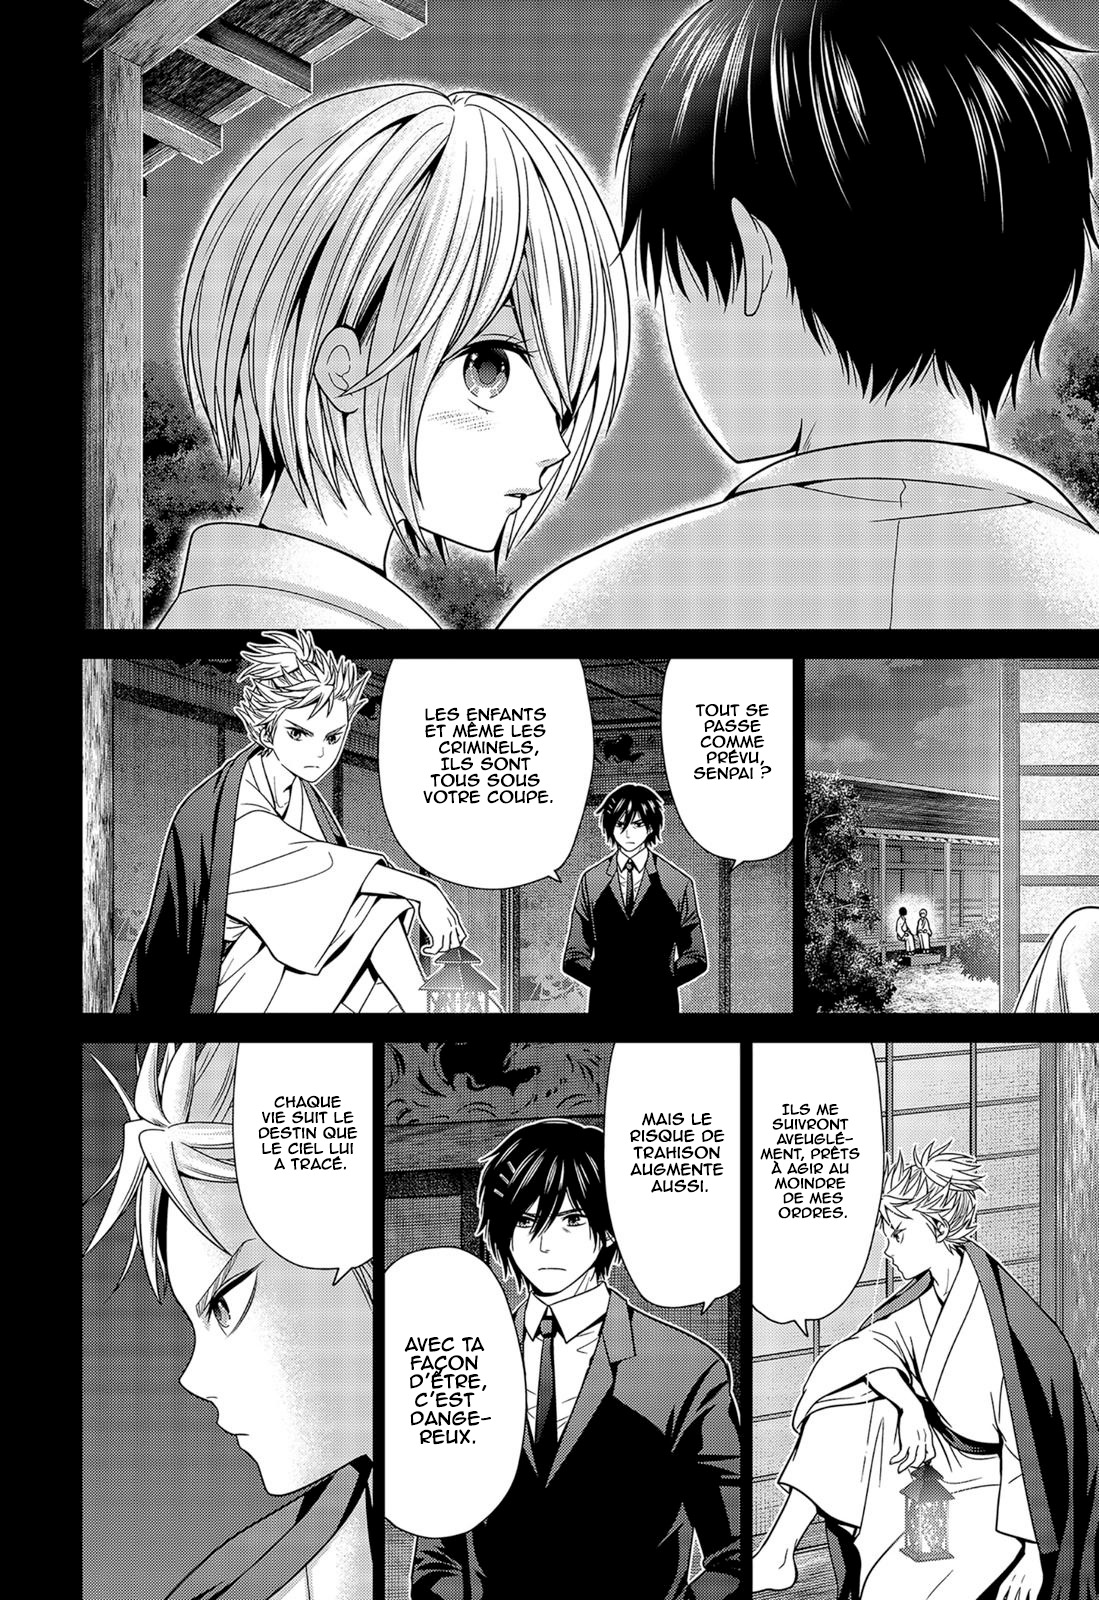 TOUT SE
PASSE
COMME
PRÉVU,
SENPAI ?
LES ENFANTS
ET MÊME LES
CRIMINELS,
ILS SONT
TOUS SOUS
VOTRE COUPE.
ILS ME
SUIVRONT
AVEUGLÉ-
MENT, PRÊTS
À AGIR AU
MOINDRE
DE MES
ORDRES.
MAIS LE
RISQUE DE
TRAHISON
AUGMENTE
AUSSI.
AVEC TA
FAÇON
D'ÊTRE,
C'EST
DANGE-
REUX.
CHAQUE
VIE SUIT LE
DESTIN QUE
LE CIEL LUI
A TRACÉ.